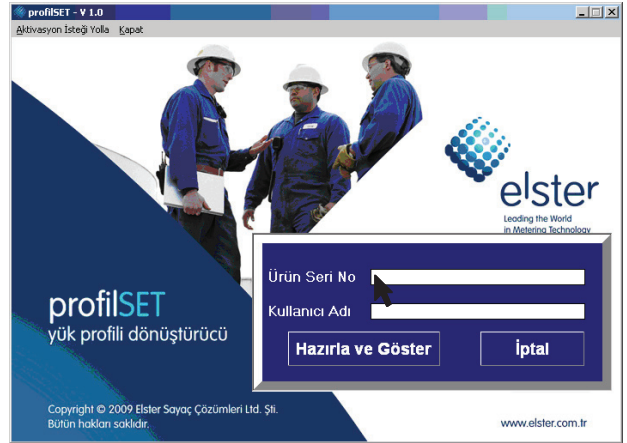 profilSET - V 1.0
Aktivasyon İsteği Yolla Kapat
elster
Leading the World
in Metering Technology
Ürün Seri No
Kullanıcı Adı
Hazırla ve Göster İptal
profilSET
yük profili dönüştürücü
Copyright © 2009 Elster Sayaç Çözümleri Ltd. Şti.
Bütün hakları saklıdır.
www.elster.com.tr